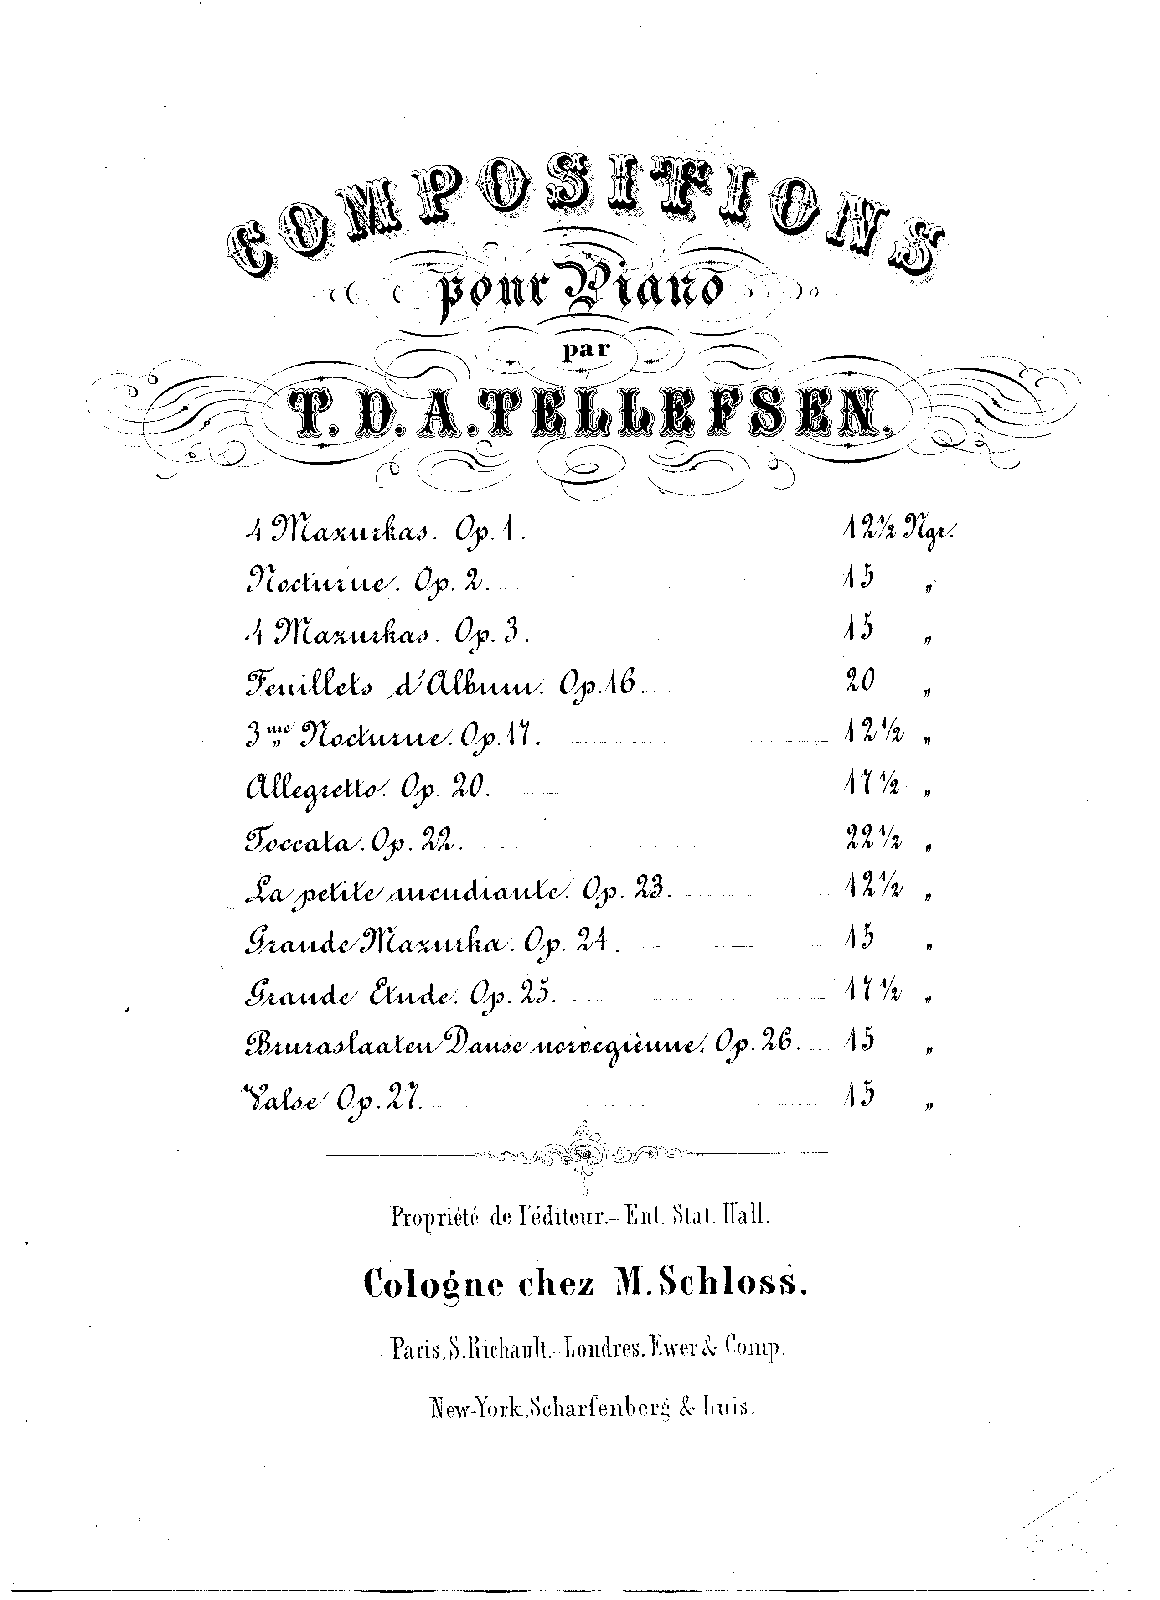 COMPOSITIONS
pour Piano
par
T. D. A. TELLEFSEN.
4 Mazurkas. Op. 1. 12½ Ngr.
Nocturne. Op. 2. 15 "
4 Mazurkas. Op. 3. 15 "
Feuillets d'Album. Op. 16. 20 "
3me Nocturne. Op. 17. 12½ "
Allegretto. Op. 20. 17½ "
Toccata. Op. 22. 22½ "
La petite mendiante. Op. 23. 12½ "
Grande Mazurka. Op. 24. 15 "
Grande Etude. Op. 25. 17½ "
Bruraslaaten Danse norvegiènne. Op. 26. 15 "
Valse Op. 27. 15 "
Propriété de l'éditeur.– Ent. Stat. Hall.
Cologne chez M. Schloss.
Paris, S. Richault.– Londres, Ewer & Comp.
New-York, Scharfenberg & Luis.